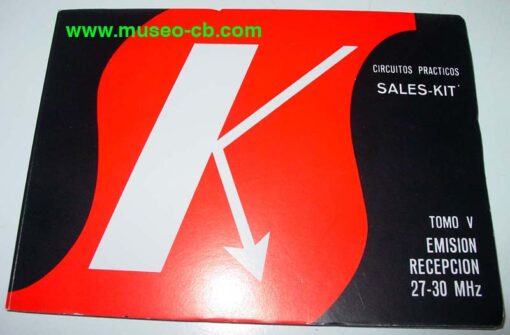 www.museo-cb.com
K
CIRCUITOS PRACTICOS
SALES-KIT
TOMO V
EMISION
RECEPCION
27-30 MHz